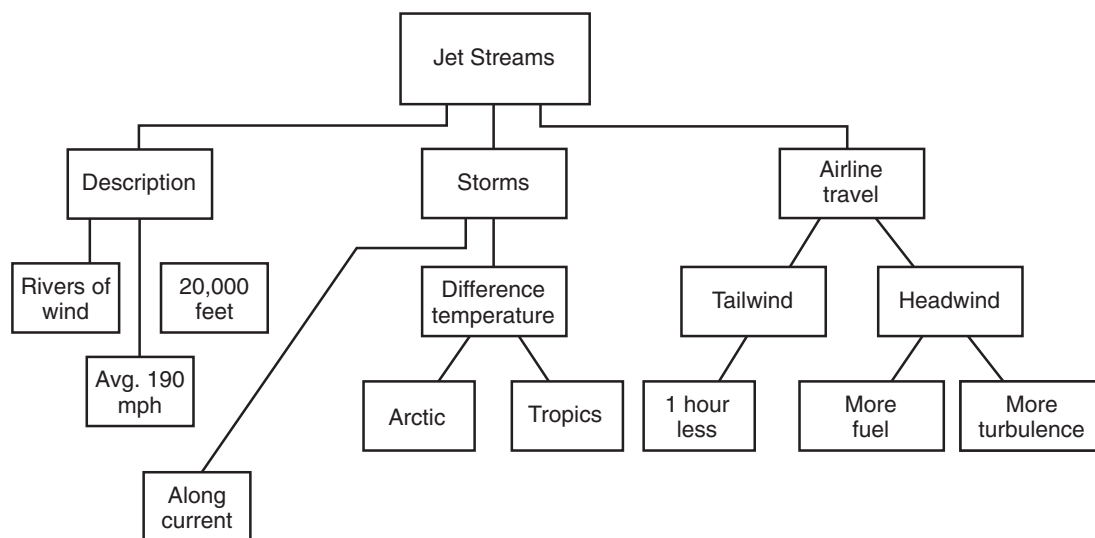 Jet Streams
Description
Storms
Airline
travel
Rivers of
wind
20,000
feet
Difference
temperature
Tailwind
Headwind
Avg. 190
mph
Arctic
Tropics
1 hour
less
More
fuel
More
turbulence
Along
current